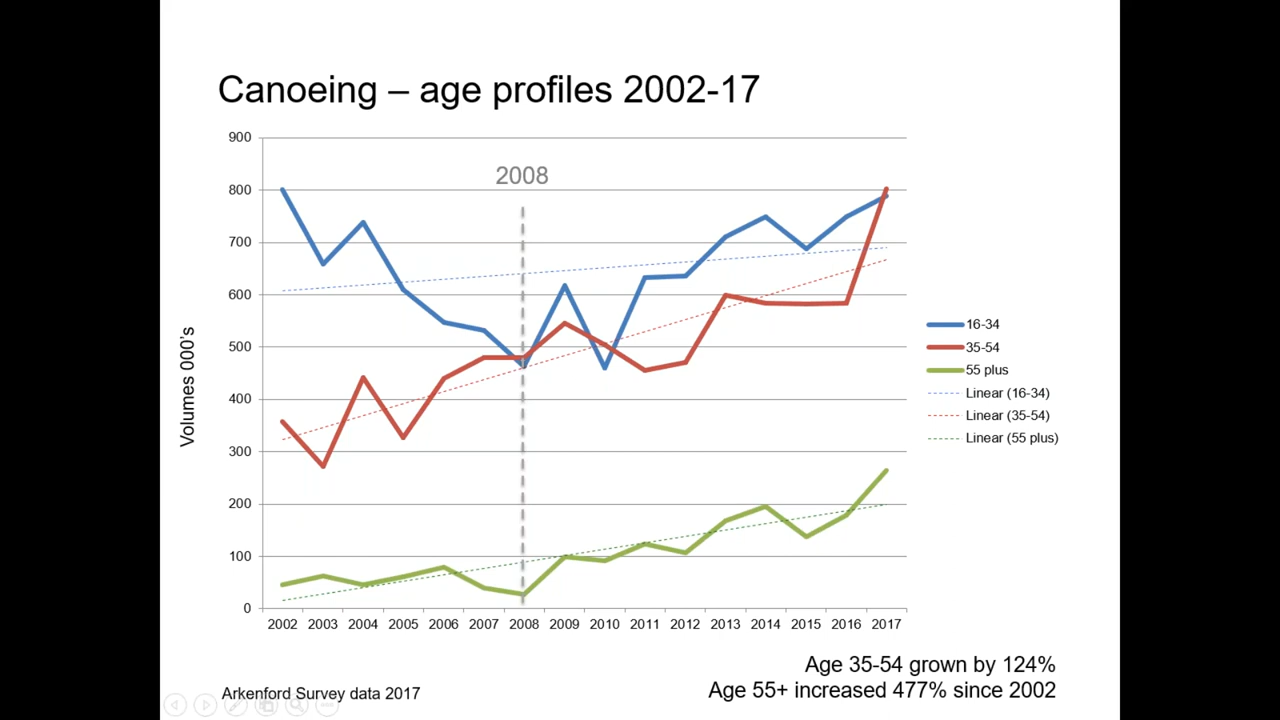 Canoeing – age profiles 2002-17
900
800
700
600
500
400
300
200
100
0
Volumes 000's
2008
2002 2003 2004 2005 2006 2007 2008 2009 2010 2011 2012 2013 2014 2015 2016 2017
16-34
35-54
55 plus
Linear (16-34)
Linear (35-54)
Linear (55 plus)
Age 35-54 grown by 124%
Age 55+ increased 477% since 2002
Arkenford Survey data 2017